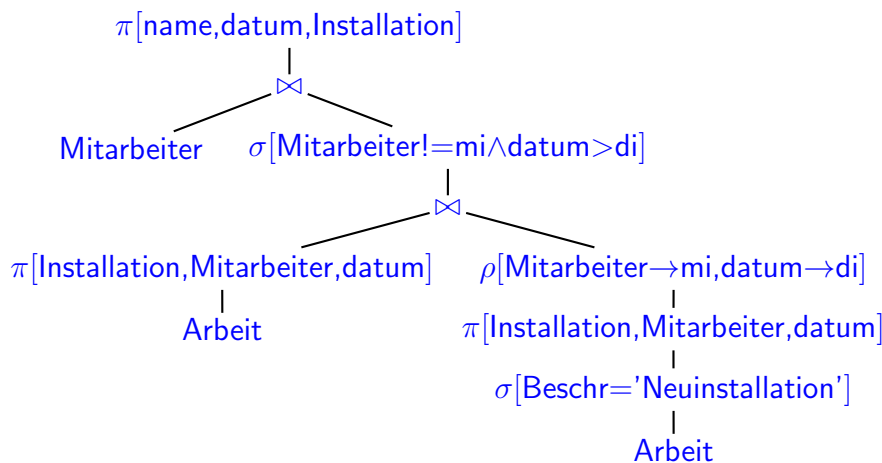 π[name,datum,Installation]
⋈
Mitarbeiter σ[Mitarbeiter!=mi∧datum>di]
⋈
π[Installation,Mitarbeiter,datum] ρ[Mitarbeiter→mi,datum→di]
Arbeit π[Installation,Mitarbeiter,datum]
σ[Beschr=’Neuinstallation’]
Arbeit